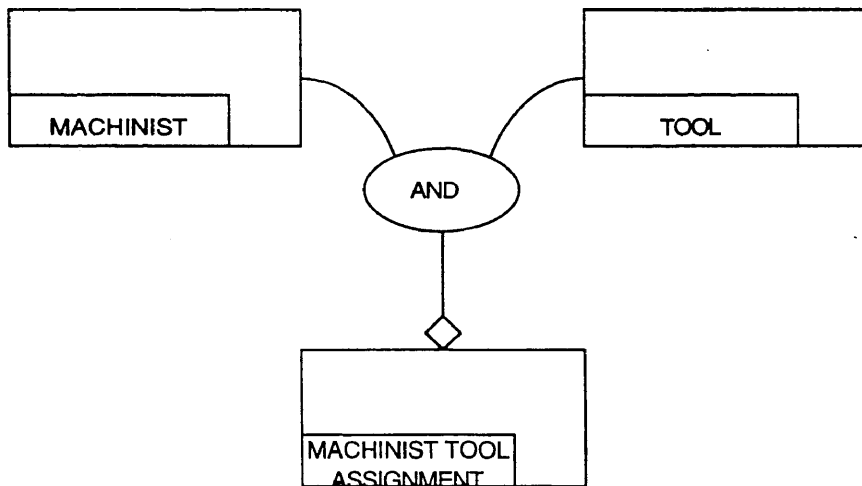 MACHINIST
TOOL
AND
MACHINIST TOOL
ASSIGNMENT